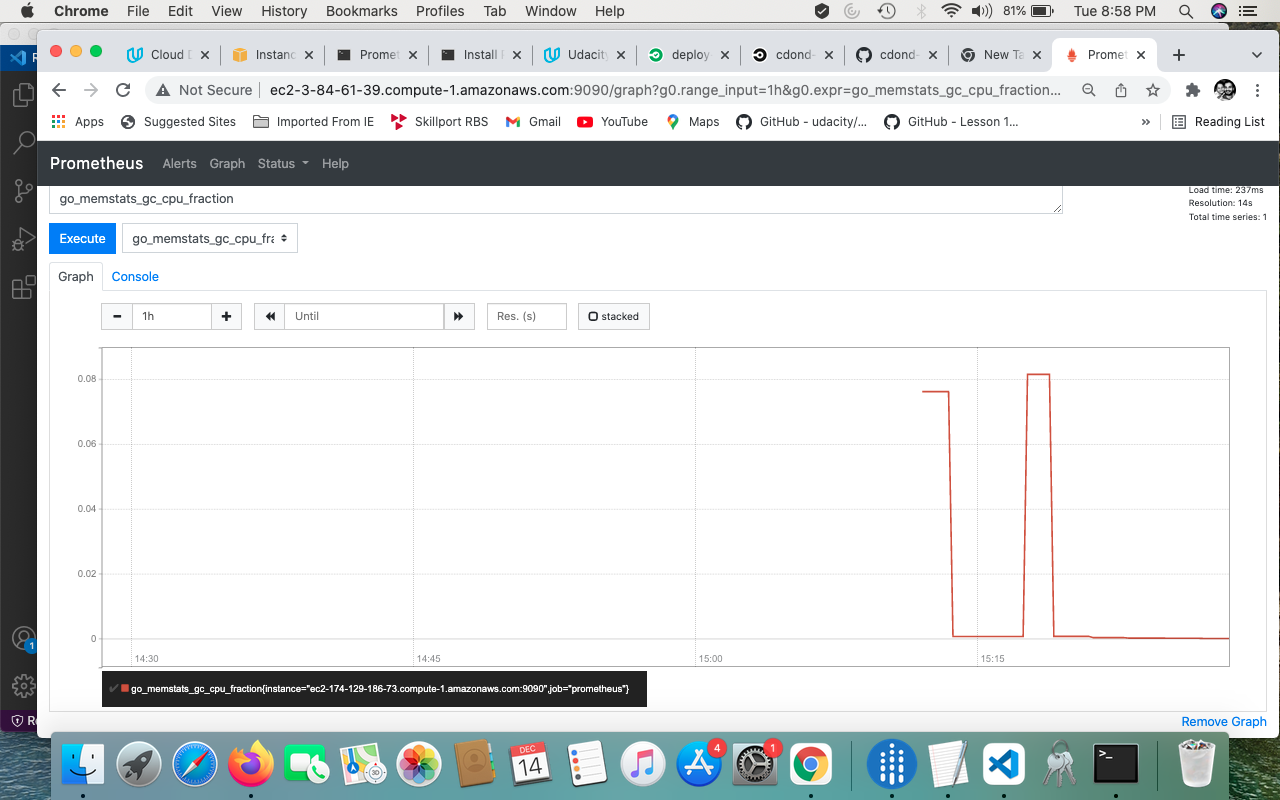 Chrome File Edit View History Bookmarks Profiles Tab Window Help 81% Tue 8:58 PM
Cloud D Instanc Promet Install P Udacity deploy cdond- cdond- New Ta Promet
Not Secure ec2-3-84-61-39.compute-1.amazonaws.com:9090/graph?g0.range_input=1h&g0.expr=go_memstats_gc_cpu_fraction...
Apps Suggested Sites Imported From IE Skillport RBS Gmail YouTube Maps GitHub - udacity/... GitHub - Lesson 1... » Reading List
Prometheus Alerts Graph Status Help
go_memstats_gc_cpu_fraction
Load time: 237ms
Resolution: 14s
Total time series: 1
Execute go_memstats_gc_cpu_fra
Graph Console
1h Until Res. (s) stacked
0.08
0.06
0.04
0.02
0
14:30 14:45 15:00 15:15
go_memstats_gc_cpu_fraction{instance="ec2-174-129-186-73.compute-1.amazonaws.com:9090",job="prometheus"}
Remove Graph
1
DEC
14
3D
4
1
>_